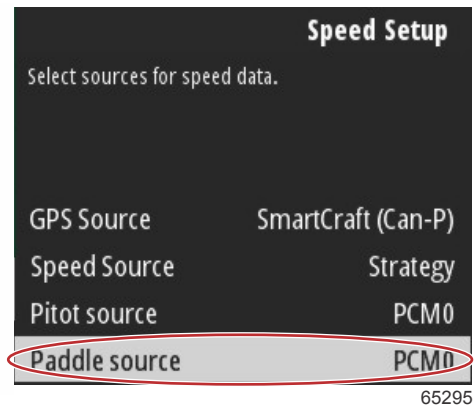 Speed Setup
Select sources for speed data.
GPS Source SmartCraft (Can-P)
Speed Source Strategy
Pitot source PCM0
Paddle source PCM0
65295